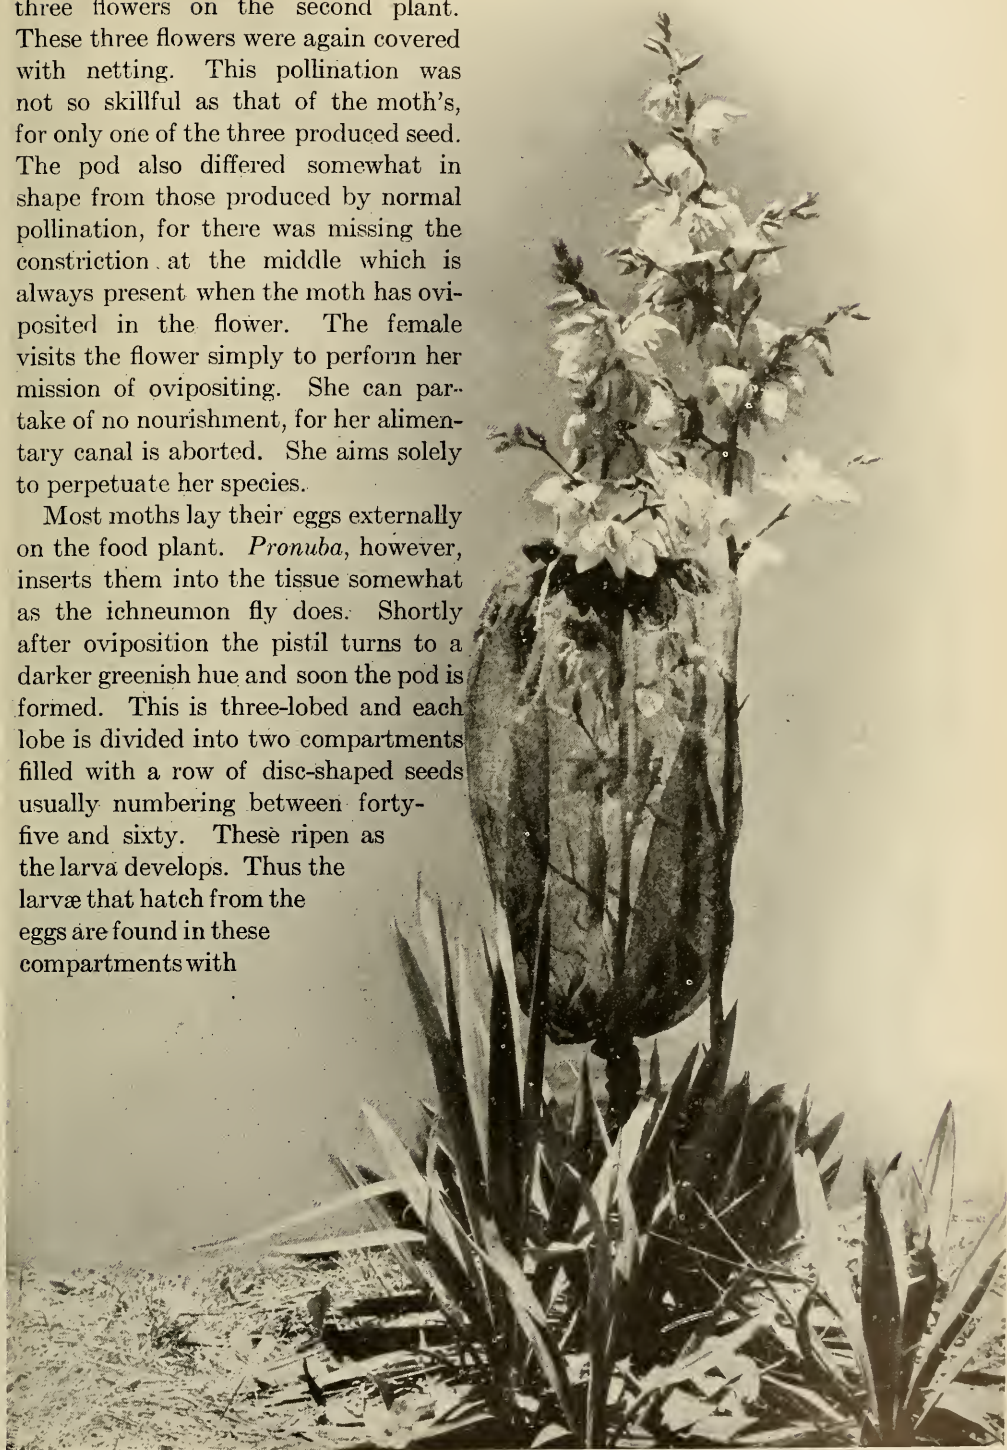 three flowers on the second plant.
These three flowers were again covered
with netting. This pollination was
not so skillful as that of the moth's,
for only one of the three produced seed.
The pod also differed somewhat in
shape from those produced by normal
pollination, for there was missing the
constriction at the middle which is
always present when the moth has ovi-
posited in the flower. The female
visits the flower simply to perform her
mission of ovipositing. She can par-
take of no nourishment, for her alimen-
tary canal is aborted. She aims solely
to perpetuate her species.
Most moths lay their eggs externally
on the food plant. Pronuba, however,
inserts them into the tissue somewhat
as the ichneumon fly does. Shortly
after oviposition the pistil turns to a
darker greenish hue and soon the pod is
formed. This is three-lobed and each
lobe is divided into two compartments
filled with a row of disc-shaped seeds
usually numbering between forty-
five and sixty. These ripen as
the larva develops. Thus the
larvæ that hatch from the
eggs are found in these
compartments with